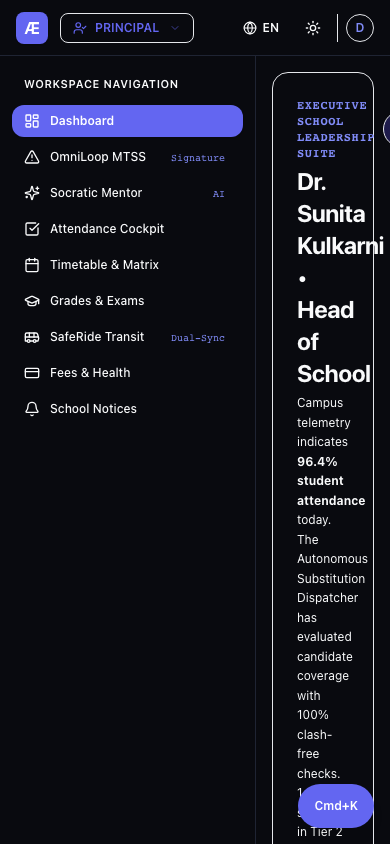 Æ
PRINCIPAL
EN
D
WORKSPACE NAVIGATION
Dashboard
OmniLoop MTSS Signature
Socratic Mentor AI
Attendance Cockpit
Timetable & Matrix
Grades & Exams
SafeRide Transit Dual-Sync
Fees & Health
School Notices
EXECUTIVE
SCHOOL
LEADERSHIP
SUITE
Dr.
Sunita
Kulkarni
•
Head
of
School
Campus
telemetry
indicates
96.4%
student
attendance
today.
The
Autonomous
Substitution
Dispatcher
has
evaluated
candidate
coverage
with
100%
clash-
free
checks.
in Tier 2
Cmd+K